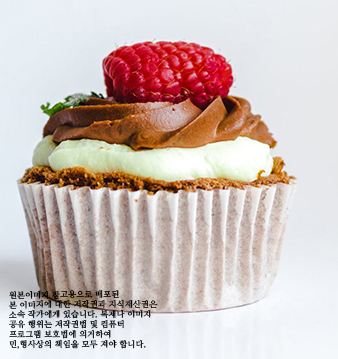 원본이미지 참고용으로 배포된
본 이미지에 대한 저작권과 지식재산권은
소속 작가에게 있습니다. 복제나 이미지
공유 행위는 저작권법 및 컴퓨터
프로그램 보호법에 의거하여
민,형사상의 책임을 모두 져야 합니다.